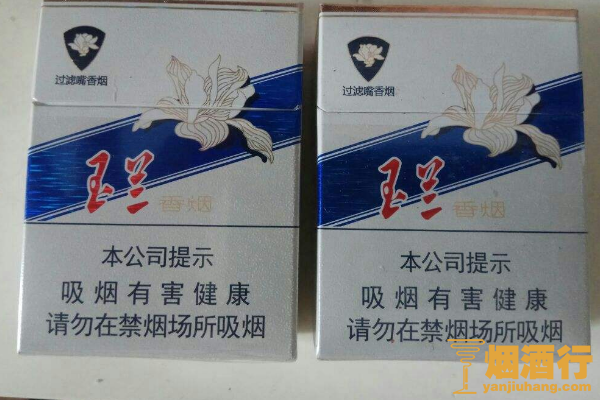 过滤嘴香烟
玉兰
香烟
本公司提示
吸烟有害健康
请勿在禁烟场所吸烟
过滤嘴香烟
玉兰
香烟
本公司提示
吸烟有害健康
请勿在禁烟场所吸烟
烟酒行
yanjiuhang.com